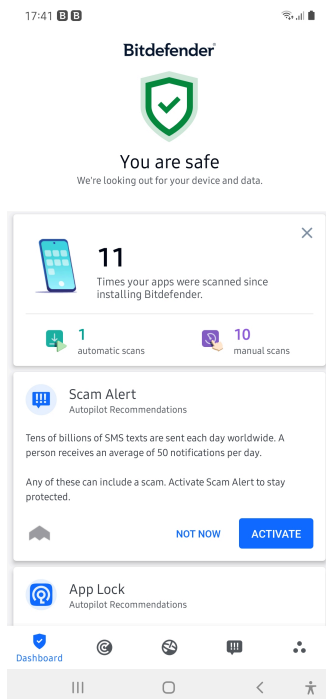 17:41 B B
Bitdefender
You are safe
We're looking out for your device and data.
11
Times your apps were scanned since
installing Bitdefender.
1
automatic scans
10
manual scans
Scam Alert
Autopilot Recommendations
Tens of billions of SMS texts are sent each day worldwide. A
person receives an average of 50 notifications per day.
Any of these can include a scam. Activate Scam Alert to stay
protected.
NOT NOW
ACTIVATE
App Lock
Autopilot Recommendations
Dashboard